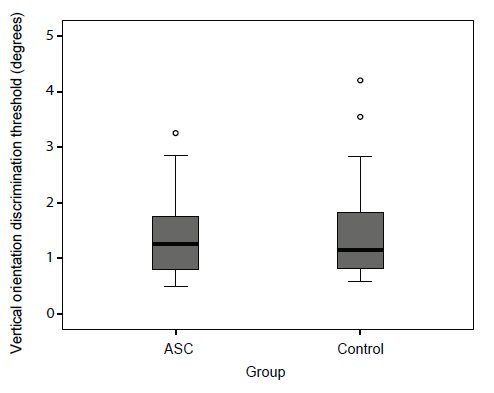 Vertical orientation discrimination threshold (degrees)
5
4
3
2
1
0
ASC
Control
Group